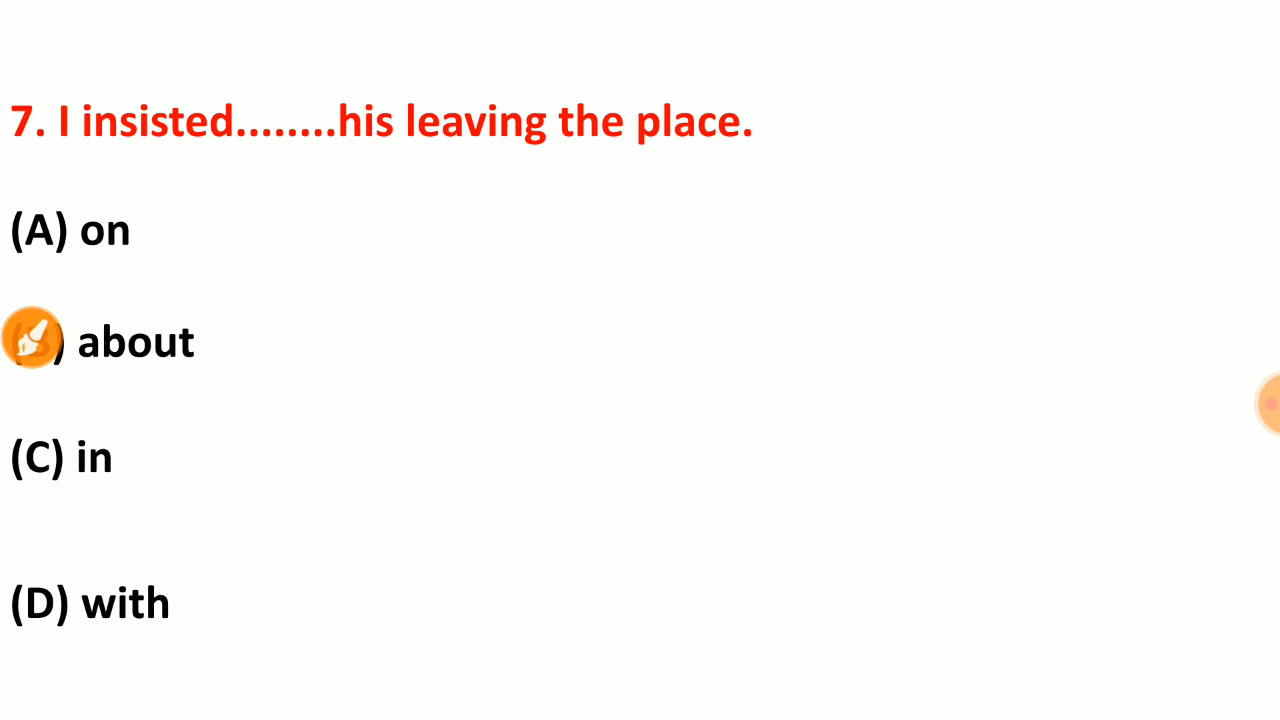 7. I insisted........his leaving the place.
(A) on
) about
(C) in
(D) with